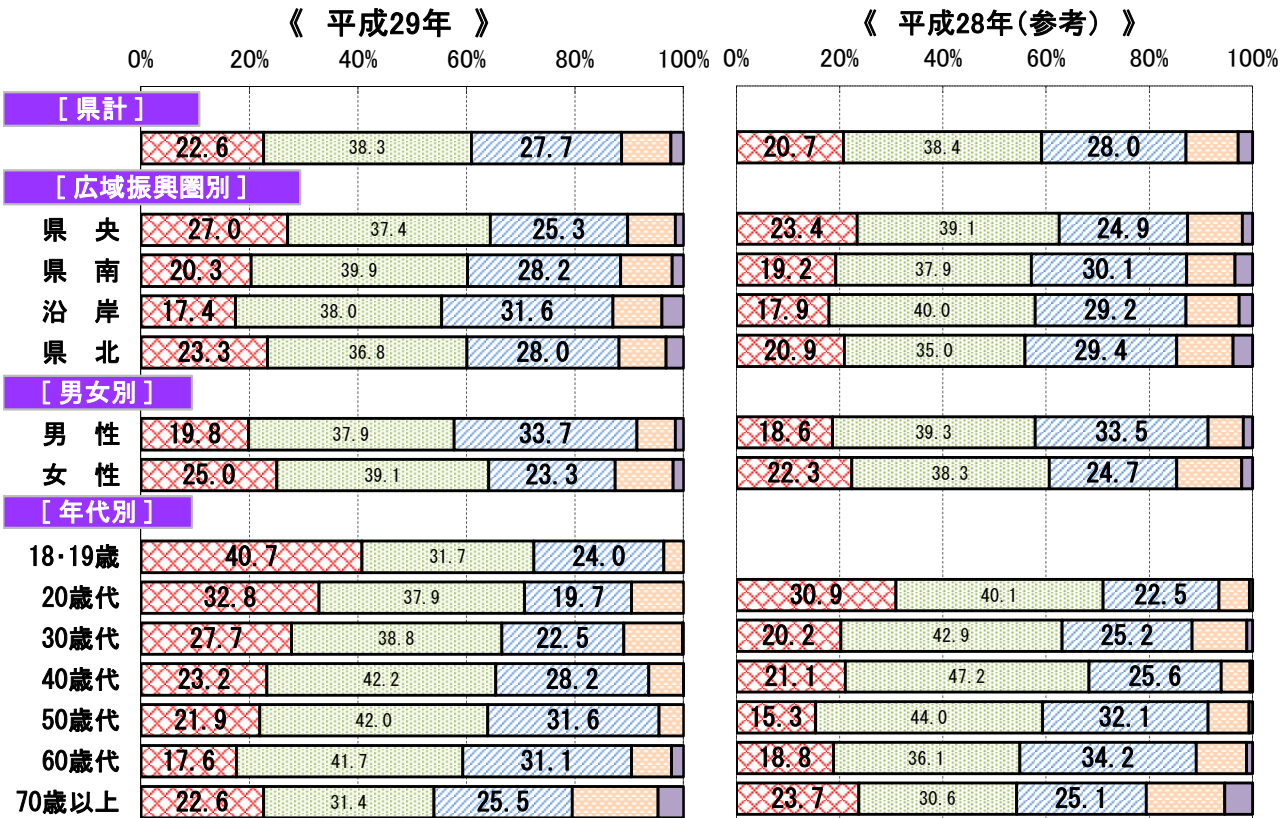 《 平成29年 》 《 平成28年(参考) 》
0% 20% 40% 60% 80% 100% 0% 20% 40% 60% 80% 100%
[ 県計 ]
22.6 38.3 27.7 20.7 38.4 28.0
[ 広域振興圏別 ]
県 央 27.0 37.4 25.3 23.4 39.1 24.9
県 南 20.3 39.9 28.2 19.2 37.9 30.1
沿 岸 17.4 38.0 31.6 17.9 40.0 29.2
県 北 23.3 36.8 28.0 20.9 35.0 29.4
[ 男女別 ]
男 性 19.8 37.9 33.7 18.6 39.3 33.5
女 性 25.0 39.1 23.3 22.3 38.3 24.7
[ 年代別 ]
18・19歳 40.7 31.7 24.0
20歳代 32.8 37.9 19.7 30.9 40.1 22.5
30歳代 27.7 38.8 22.5 20.2 42.9 25.2
40歳代 23.2 42.2 28.2 21.1 47.2 25.6
50歳代 21.9 42.0 31.6 15.3 44.0 32.1
60歳代 17.6 41.7 31.1 18.8 36.1 34.2
70歳以上 22.6 31.4 25.5 23.7 30.6 25.1